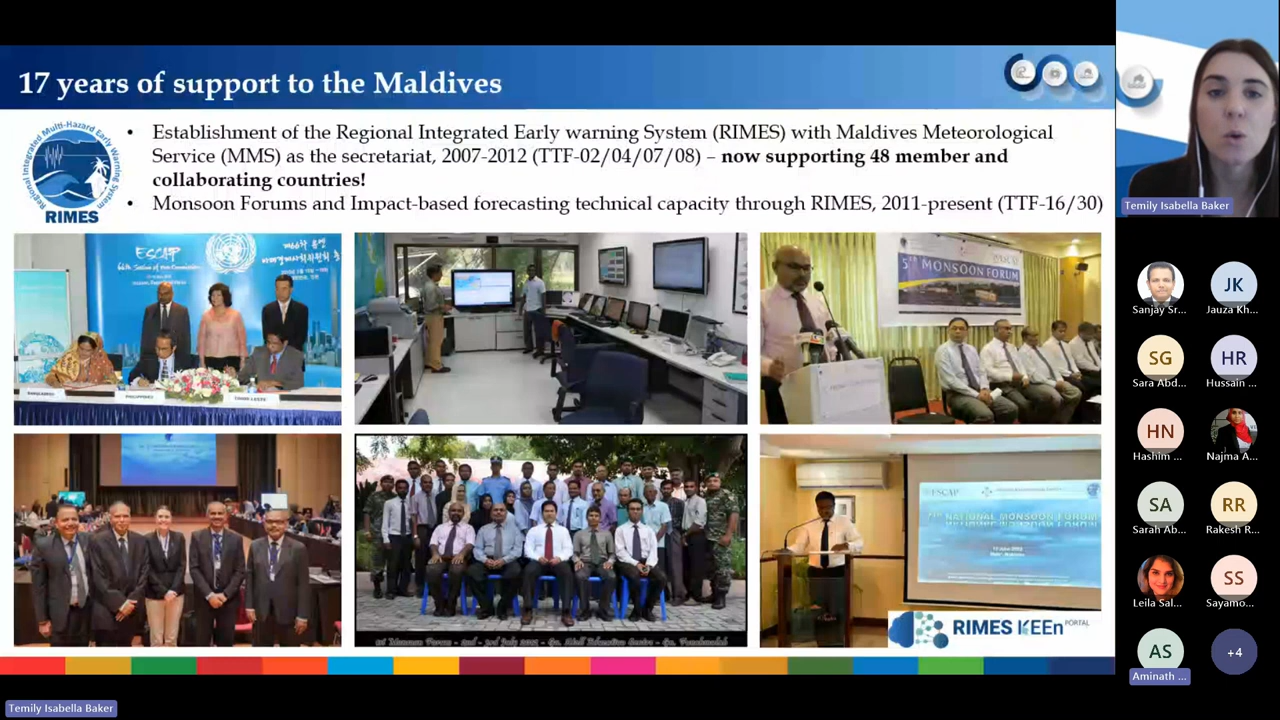 17 years of support to the Maldives
• Establishment of the Regional Integrated Early warning System (RIMES) with Maldives Meteorological
Service (MMS) as the secretariat, 2007-2012 (TTF-02/04/07/08) – now supporting 48 member and
collaborating countries!
• Monsoon Forums and Impact-based forecasting technical capacity through RIMES, 2011-present (TTF-16/30)
Regional Integrated Multi-Hazard Early Warning System
RIMES
ESCAP
BANGLADESH
PHILIPPINES
TIMOR-LESTE
5th MONSOON FORUM
ESCAP
NATIONAL MONSOON FORUM
RIMES KEEn PORTAL
Temily Isabella Baker
Sanjay Sr...
JK
Jauza Kh...
SG
Sara Abd...
HR
Hussain ...
HN
Hashim ...
Najma A...
SA
Sarah Ab...
RR
Rakesh R...
Leila Sal...
SS
Sayamo...
AS
Aminath ...
+4
Temily Isabella Baker